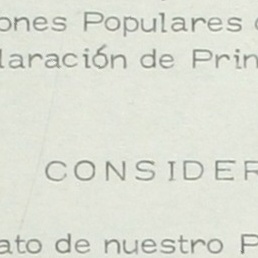 ones Populares
laración de Prin
CONSIDER
ato de nuestro P